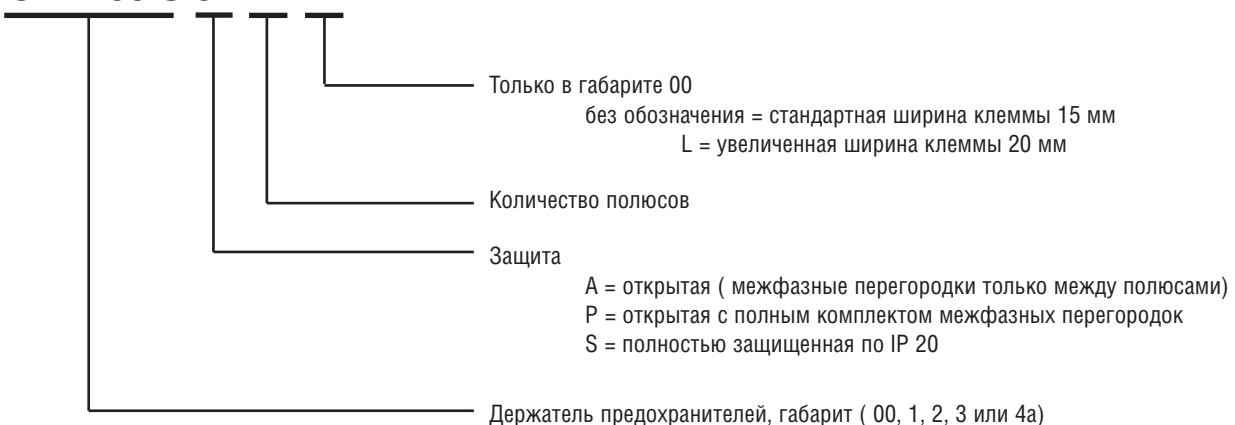 Только в габарите 00
без обозначения = стандартная ширина клеммы 15 мм
L = увеличенная ширина клеммы 20 мм
Количество полюсов
Защита
А = открытая ( межфазные перегородки только между полюсами)
Р = открытая с полным комплектом межфазных перегородок
S = полностью защищенная по IP 20
Держатель предохранителей, габарит ( 00, 1, 2, 3 или 4а)